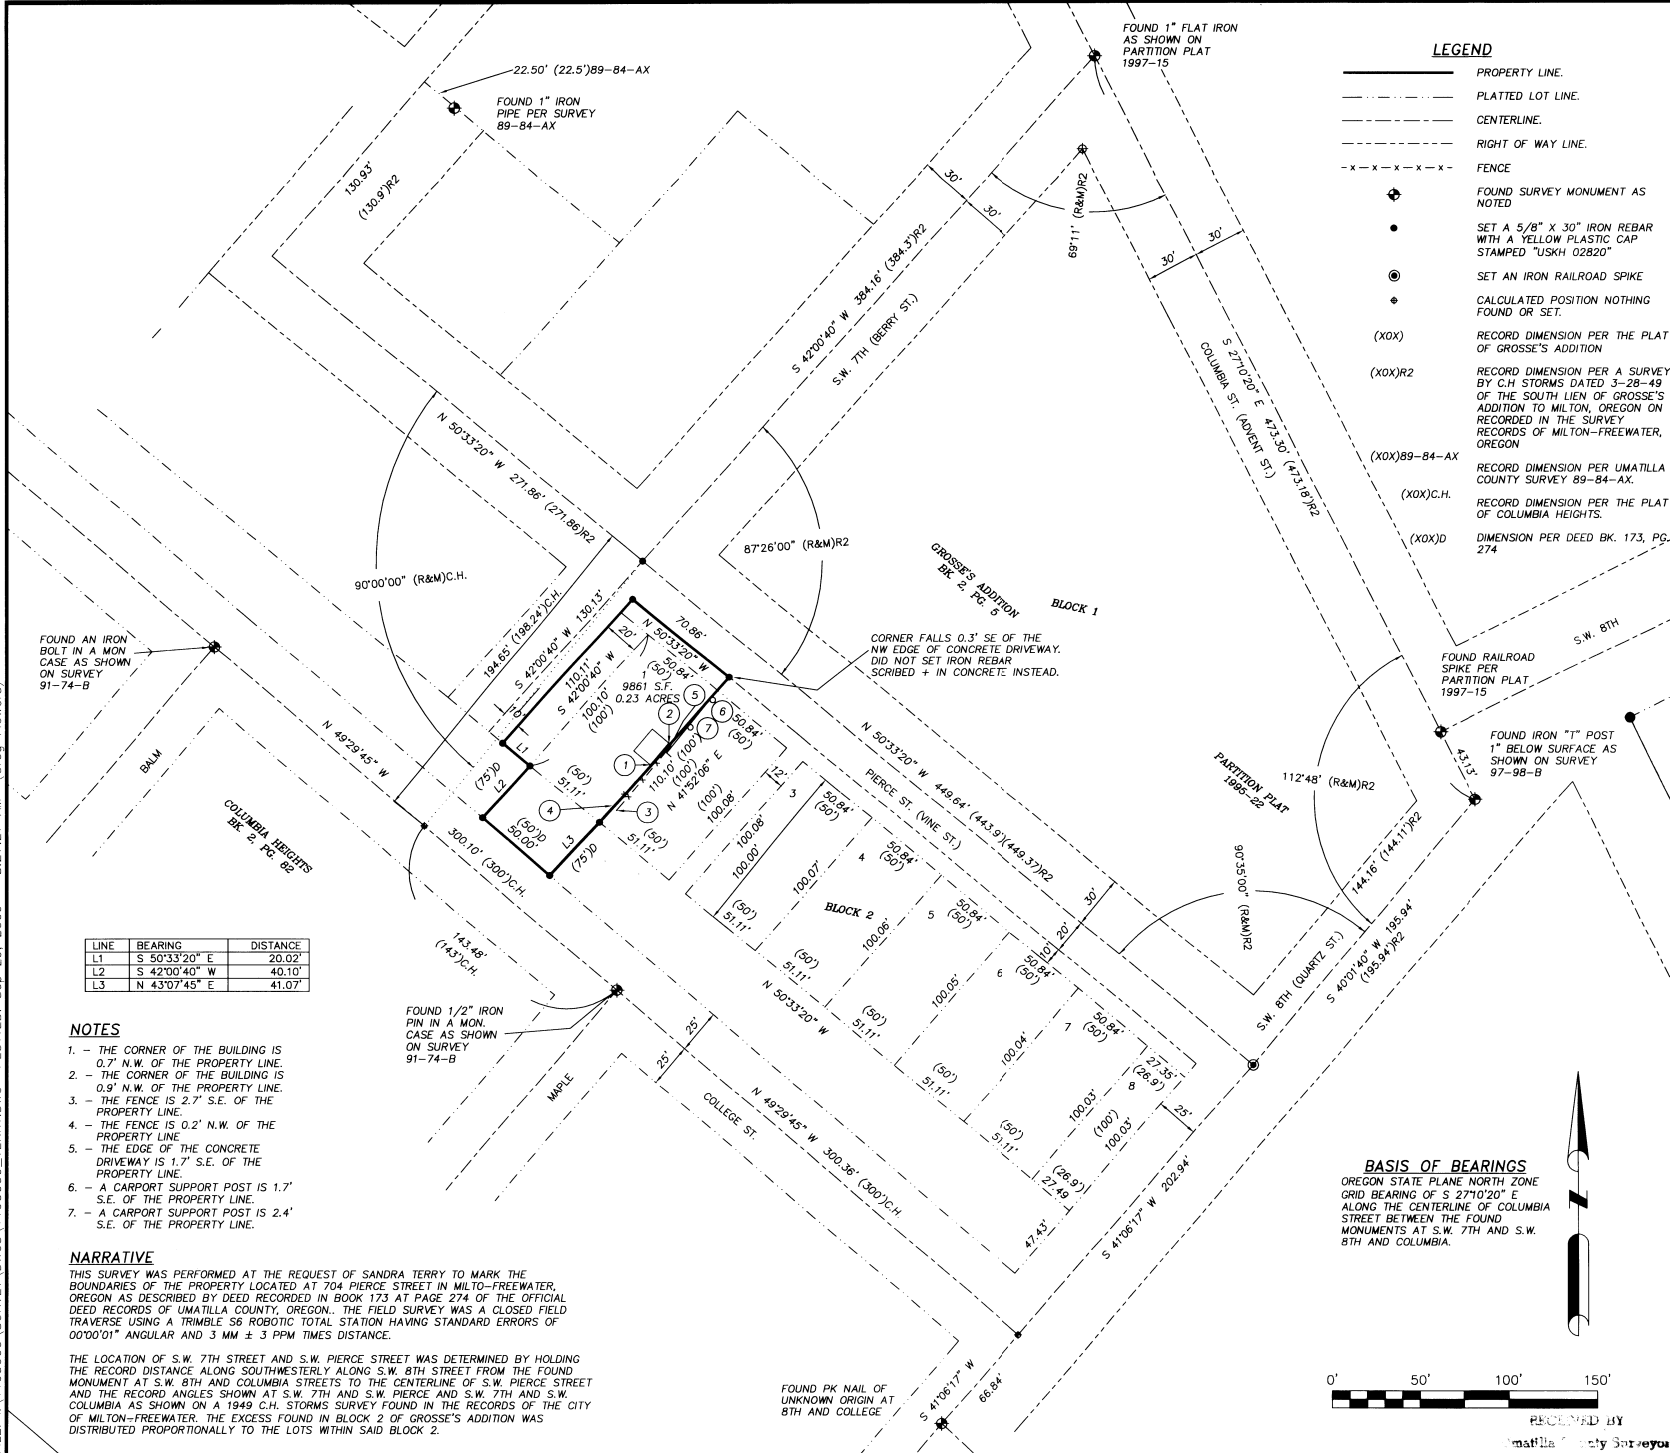 FOUND 1" FLAT IRON
AS SHOWN ON
PARTITION PLAT
1997-15
22.50' (22.5')89-84-AX
FOUND 1" IRON
PIPE PER SURVEY
89-84-AX
130.93'
(130.9')R2
30'
30'
69°11' (R&M)R2
30'
30'
S 42°00'40" W 384.16' (384.3')R2
S.W. 7TH (BERRY ST.)
COLUMBIA ST. (ADVENT ST.)
S 27°10'20" E 473.30' (473.18')R2
LEGEND
PROPERTY LINE.
PLATTED LOT LINE.
CENTERLINE.
RIGHT OF WAY LINE.
-X-X-X-X-X-
FENCE
FOUND SURVEY MONUMENT AS
NOTED
SET A 5/8" X 30" IRON REBAR
WITH A YELLOW PLASTIC CAP
STAMPED "USKH 02820"
SET AN IRON RAILROAD SPIKE
CALCULATED POSITION NOTHING
FOUND OR SET.
(XOX)
RECORD DIMENSION PER THE PLAT
OF GROSSE'S ADDITION
(XOX)R2
RECORD DIMENSION PER A SURVEY
BY C.H STORMS DATED 3-28-49
OF THE SOUTH LIEN OF GROSSE'S
ADDITION TO MILTON, OREGON ON
RECORDED IN THE SURVEY
RECORDS OF MILTON-FREEWATER,
OREGON
(XOX)89-84-AX
RECORD DIMENSION PER UMATILLA
COUNTY SURVEY 89-84-AX.
(XOX)C.H.
RECORD DIMENSION PER THE PLAT
OF COLUMBIA HEIGHTS.
(XOX)D
DIMENSION PER DEED BK. 173, PG.
274
N 50°33'20" W 271.86' (271.86)R2
90°00'00" (R&M)C.H.
87°26'00" (R&M)R2
GROSSE'S ADDITION
BK 2, PG. 5
BLOCK 1
CORNER FALLS 0.3' SE OF THE
NW EDGE OF CONCRETE DRIVEWAY.
DID NOT SET IRON REBAR
SCRIBED + IN CONCRETE INSTEAD.
FOUND AN IRON
BOLT IN A MON
CASE AS SHOWN
ON SURVEY
91-74-B
194.65' (198.24')C.H.
S 42°00'40" W 130.13'
110.11'
S 42°00'40" W
100.10'
(100')
20'
10'
70.86'
N 50°33'20" W
50.84'
(50')
1
9861 S.F.
0.23 ACRES
5
2
6
7
1
4
3
50.84'
(50')
110.10' (100')
(100')
N 41°52'06" E
(100')
100.08'
12'
L1
L2
L3
(75')D
(50')
51.11'
(50')D
50.00'
(75')D
(50')
51.11'
BALM
N 49°29'45" W
COLUMBIA HEIGHTS
BK 2, PG. 82
300.10' (300')C.H.
143.48'
(143')C.H.
S.W. 8TH
FOUND RAILROAD
SPIKE PER
PARTITION PLAT
1997-15
FOUND IRON "T" POST
1" BELOW SURFACE AS
SHOWN ON SURVEY
97-98-B
43.13'
112°48' (R&M)R2
PARTITION PLAT
1995-22
N 50°33'20" W 449.64' (443.9')(449.37)R2
PIERCE ST. (VINE ST.)
90°35'00" (R&M)R2
144.16' (144.11')R2
S.W. 8TH (QUARTZ ST.)
S 40°01'40" W 195.94'
(195.94')R2
3
50.84'
(50')
100.08'
100.00'
(50')
51.11'
4
50.84'
(50')
100.07'
BLOCK 2
(50')
51.11'
5
50.84'
(50')
100.06'
(50')
51.11'
6
50.84'
(50')
100.05'
(50')
51.11'
7
50.84'
(50')
100.04'
(50')
51.11'
27.35'
(26.9')
8
100.03'
(100')
100.03'
(26.9')
27.49
30'
20'
10'
25'
47.43'
N 50°33'20" W
LINE BEARING DISTANCE
L1 S 50°33'20" E 20.02'
L2 S 42°00'40" W 40.10'
L3 N 43°07'45" E 41.07'
FOUND 1/2" IRON
PIN IN A MON.
CASE AS SHOWN
ON SURVEY
91-74-B
25'
25'
MAPLE
COLLEGE ST.
N 49°29'45" W 300.36' (300')C.H.
S 41°06'17" W 202.94'
S 41°06'17" W
66.84'
FOUND PK NAIL OF
UNKNOWN ORIGIN AT
8TH AND COLLEGE
NOTES
1. - THE CORNER OF THE BUILDING IS
0.7' N.W. OF THE PROPERTY LINE.
2. - THE CORNER OF THE BUILDING IS
0.9' N.W. OF THE PROPERTY LINE.
3. - THE FENCE IS 2.7' S.E. OF THE
PROPERTY LINE.
4. - THE FENCE IS 0.2' N.W. OF THE
PROPERTY LINE
5. - THE EDGE OF THE CONCRETE
DRIVEWAY IS 1.7' S.E. OF THE
PROPERTY LINE.
6. - A CARPORT SUPPORT POST IS 1.7'
S.E. OF THE PROPERTY LINE.
7. - A CARPORT SUPPORT POST IS 2.4'
S.E. OF THE PROPERTY LINE.
NARRATIVE
THIS SURVEY WAS PERFORMED AT THE REQUEST OF SANDRA TERRY TO MARK THE
BOUNDARIES OF THE PROPERTY LOCATED AT 704 PIERCE STREET IN MILTO-FREEWATER,
OREGON AS DESCRIBED BY DEED RECORDED IN BOOK 173 AT PAGE 274 OF THE OFFICIAL
DEED RECORDS OF UMATILLA COUNTY, OREGON.. THE FIELD SURVEY WAS A CLOSED FIELD
TRAVERSE USING A TRIMBLE S6 ROBOTIC TOTAL STATION HAVING STANDARD ERRORS OF
00°00'01" ANGULAR AND 3 MM ± 3 PPM TIMES DISTANCE.
THE LOCATION OF S.W. 7TH STREET AND S.W. PIERCE STREET WAS DETERMINED BY HOLDING
THE RECORD DISTANCE ALONG SOUTHWESTERLY ALONG S.W. 8TH STREET FROM THE FOUND
MONUMENT AT S.W. 8TH AND COLUMBIA STREETS TO THE CENTERLINE OF S.W. PIERCE STREET
AND THE RECORD ANGLES SHOWN AT S.W. 7TH AND S.W. PIERCE AND S.W. 7TH AND S.W.
COLUMBIA AS SHOWN ON A 1949 C.H. STORMS SURVEY FOUND IN THE RECORDS OF THE CITY
OF MILTON-FREEWATER. THE EXCESS FOUND IN BLOCK 2 OF GROSSE'S ADDITION WAS
DISTRIBUTED PROPORTIONALLY TO THE LOTS WITHIN SAID BLOCK 2.
BASIS OF BEARINGS
OREGON STATE PLANE NORTH ZONE
GRID BEARING OF S 27°10'20" E
ALONG THE CENTERLINE OF COLUMBIA
STREET BETWEEN THE FOUND
MONUMENTS AT S.W. 7TH AND S.W.
8TH AND COLUMBIA.
N
0' 50' 100' 150'
RECEIVED BY
Umatilla County Surveyor